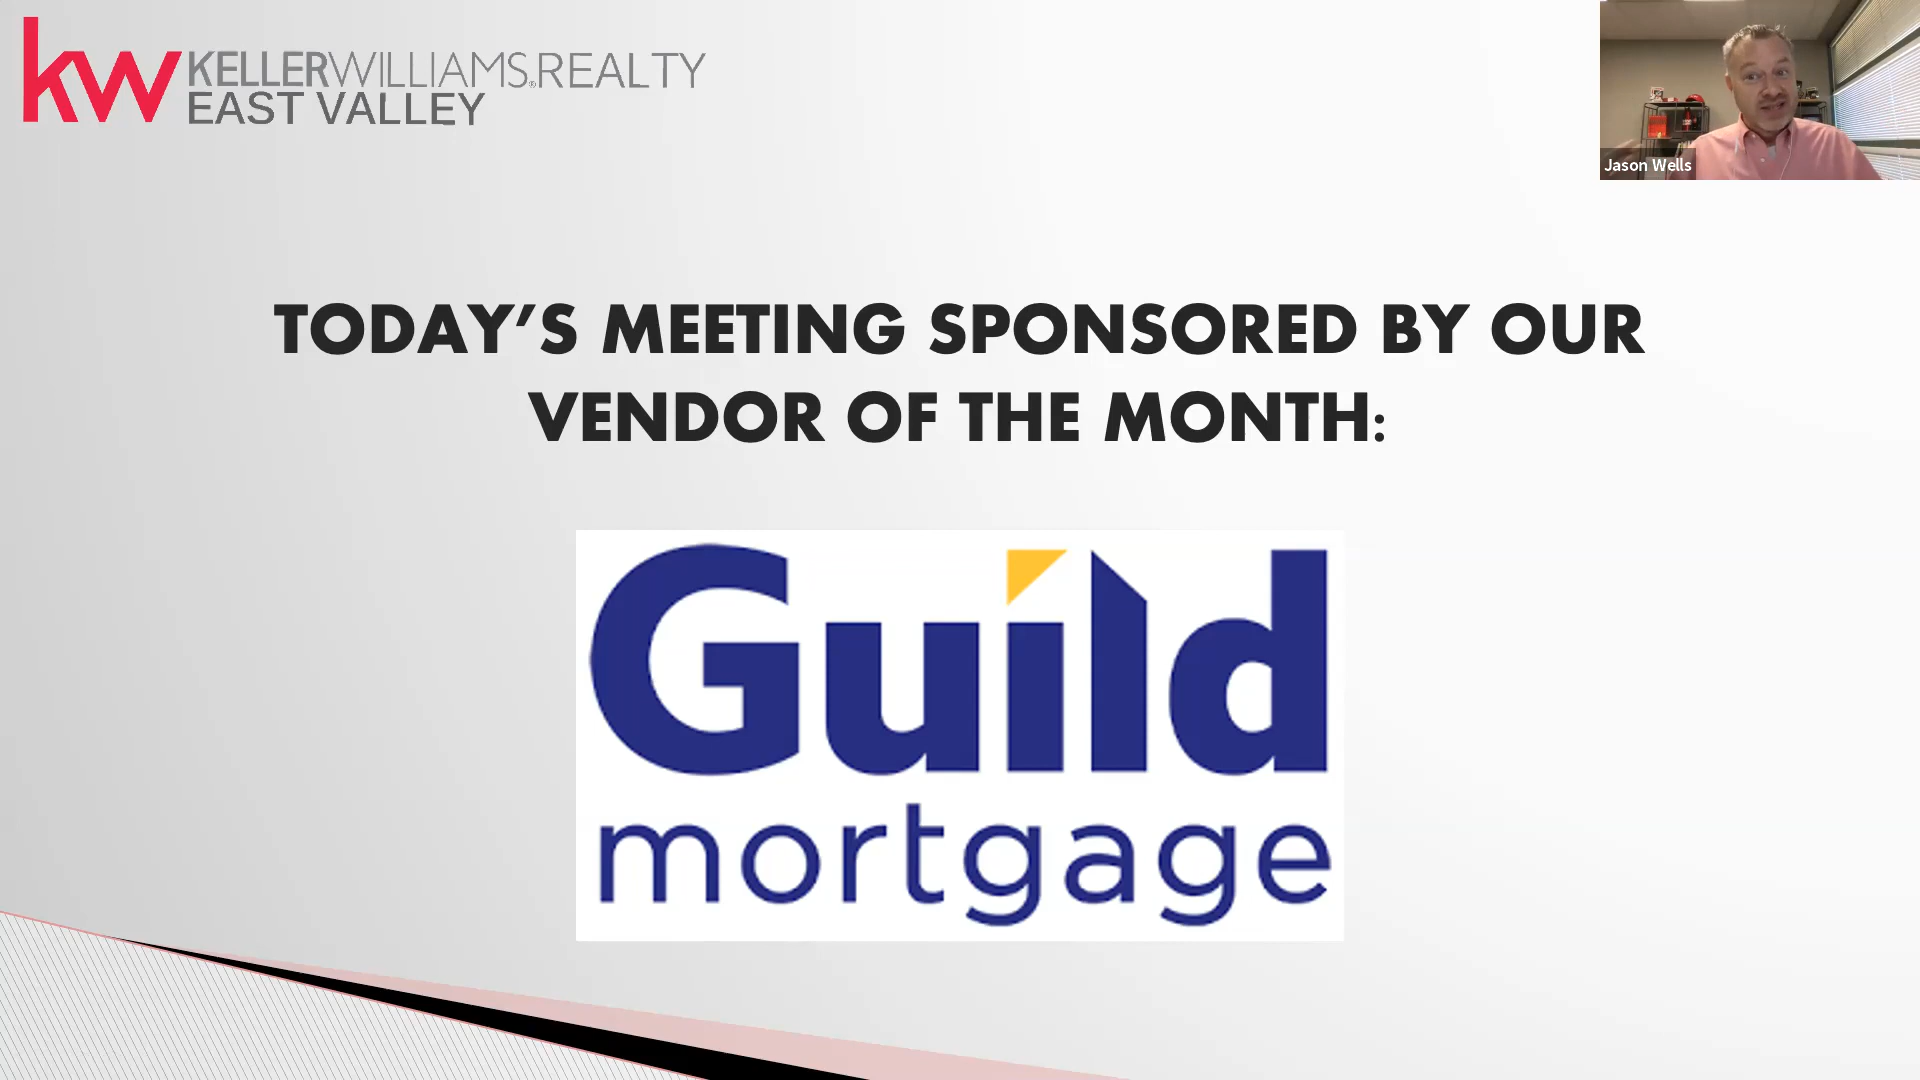 kw KELLERWILLIAMS. REALTY
EAST VALLEY
Jason Wells
TODAY’S MEETING SPONSORED BY OUR
VENDOR OF THE MONTH:
Guild
mortgage